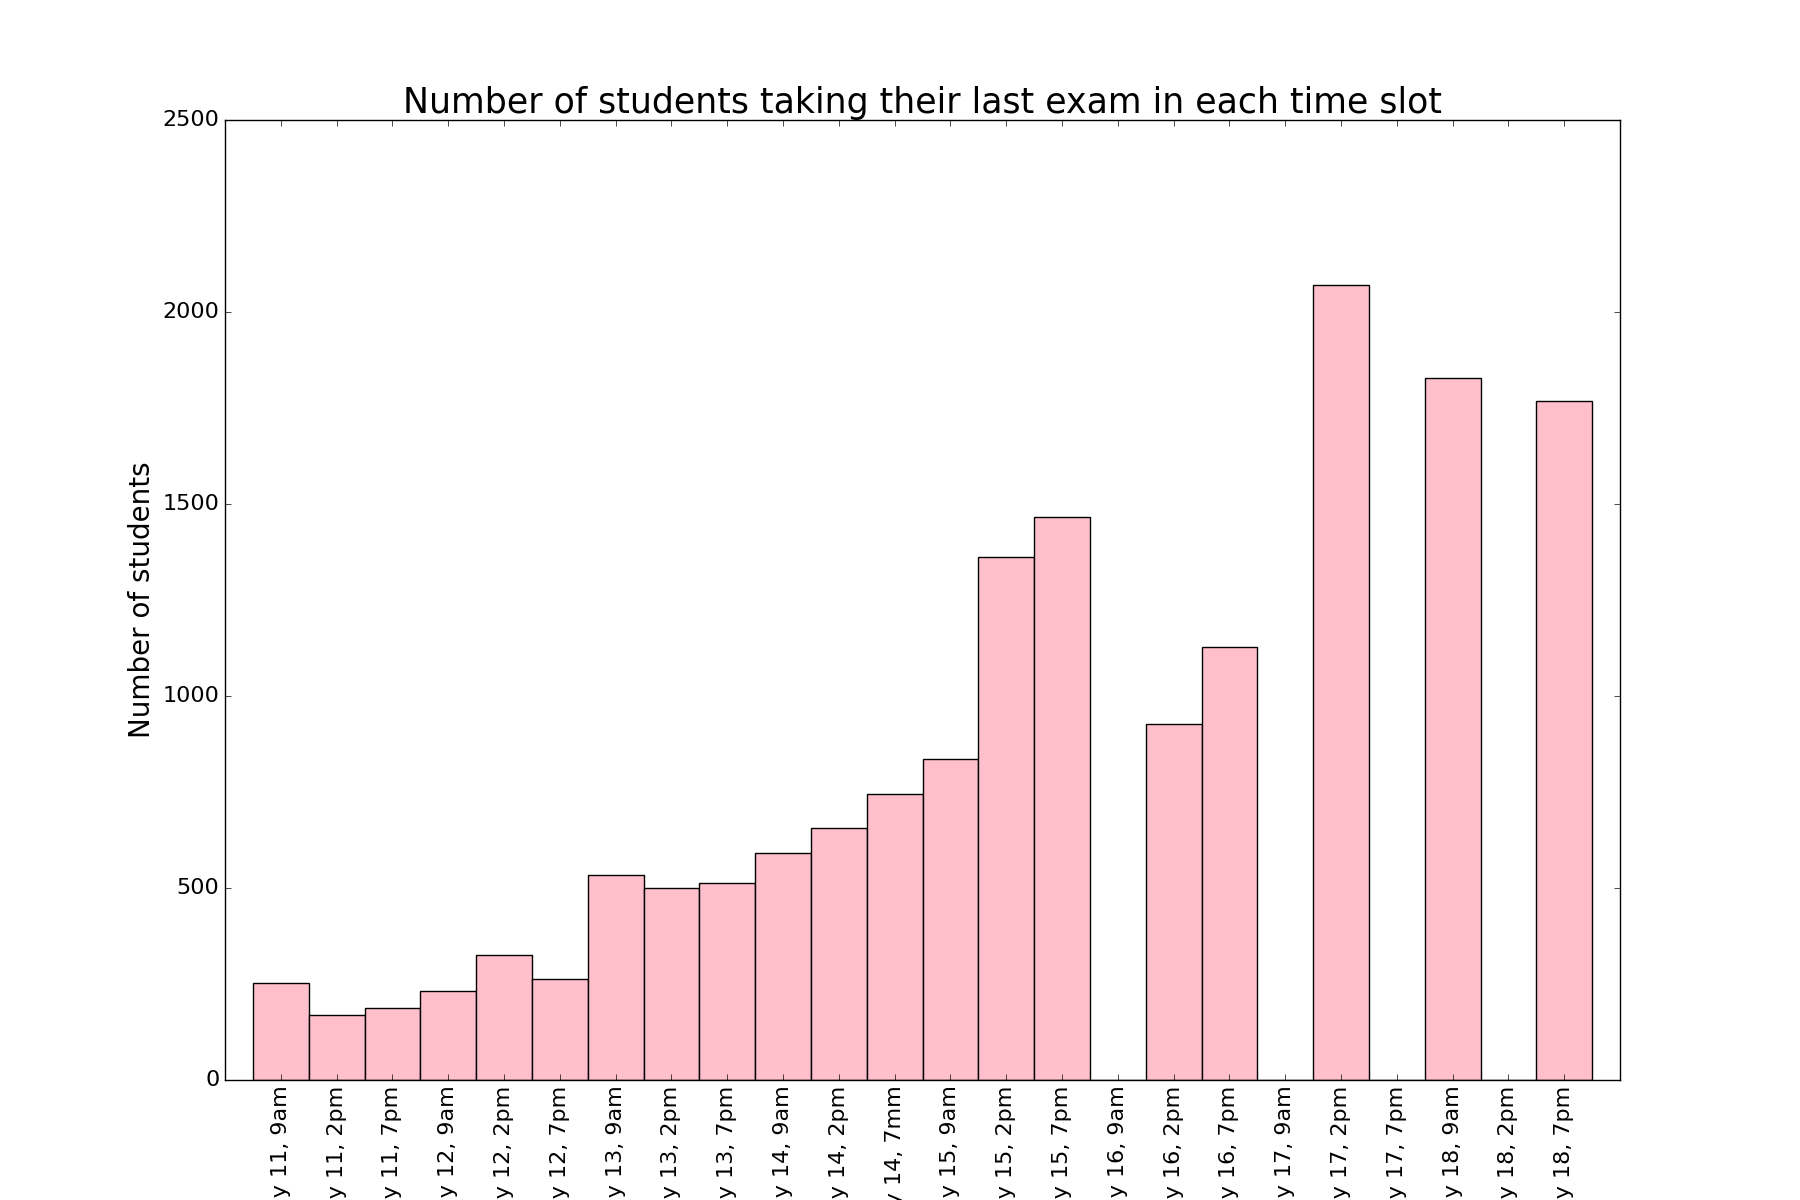 Number of students taking their last exam in each time slot
Number of students
2500
2000
1500
1000
500
0
y 11, 9am
y 11, 2pm
y 11, 7pm
y 12, 9am
y 12, 2pm
y 12, 7pm
y 13, 9am
y 13, 2pm
y 13, 7pm
y 14, 9am
y 14, 2pm
y 14, 7mm
y 15, 9am
y 15, 2pm
y 15, 7pm
y 16, 9am
y 16, 2pm
y 16, 7pm
y 17, 9am
y 17, 2pm
y 17, 7pm
y 18, 9am
y 18, 2pm
y 18, 7pm